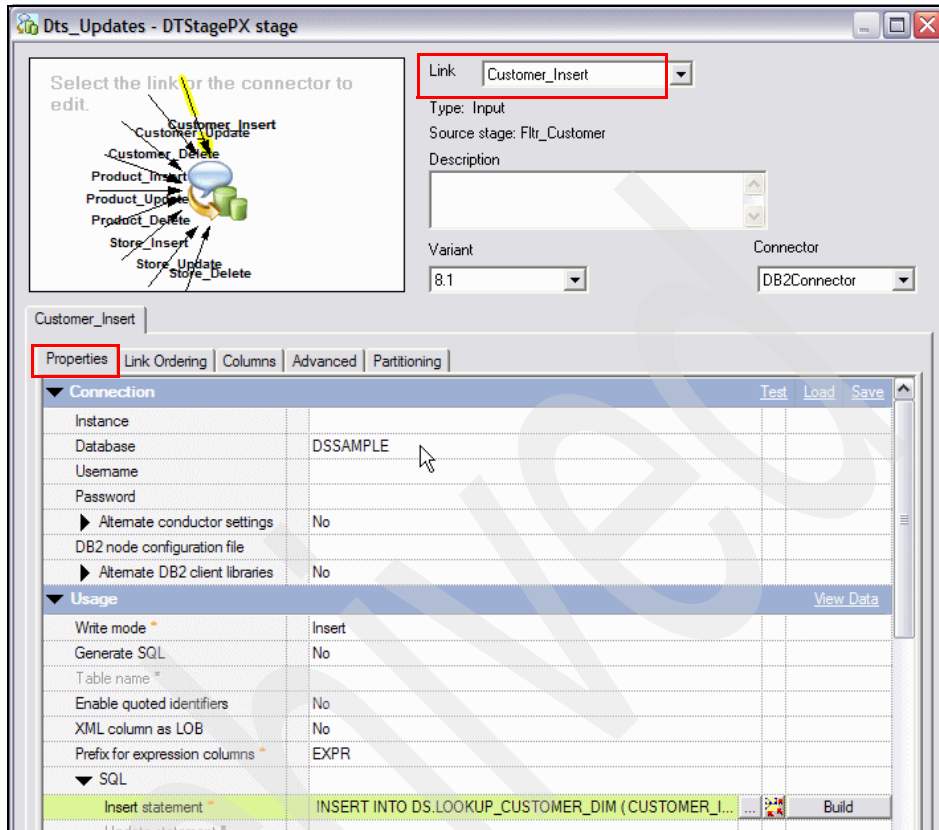 Dts_Updates - DTStagePX stage
Select the link or the connector to
edit.
Customer_Insert
Customer_Update
Customer_Delete
Product_Insert
Product_Update
Product_Delete
Store_Insert
Store_Update
Store_Delete
Link Customer_Insert
Type: Input
Source stage: Fltr_Customer
Description
Variant Connector
8.1 DB2Connector
Customer_Insert
Properties Link Ordering Columns Advanced Partitioning
Connection Test Load Save
Instance
Database DSSAMPLE
Username
Password
Alternate conductor settings No
DB2 node configuration file
Alternate DB2 client libraries No
Usage View Data
Write mode * Insert
Generate SQL No
Table name *
Enable quoted identifiers No
XML column as LOB No
Prefix for expression columns * EXPR
SQL
Insert statement * INSERT INTO DS.LOOKUP_CUSTOMER_DIM ( CUSTOMER_I... ... Build
Update statement *